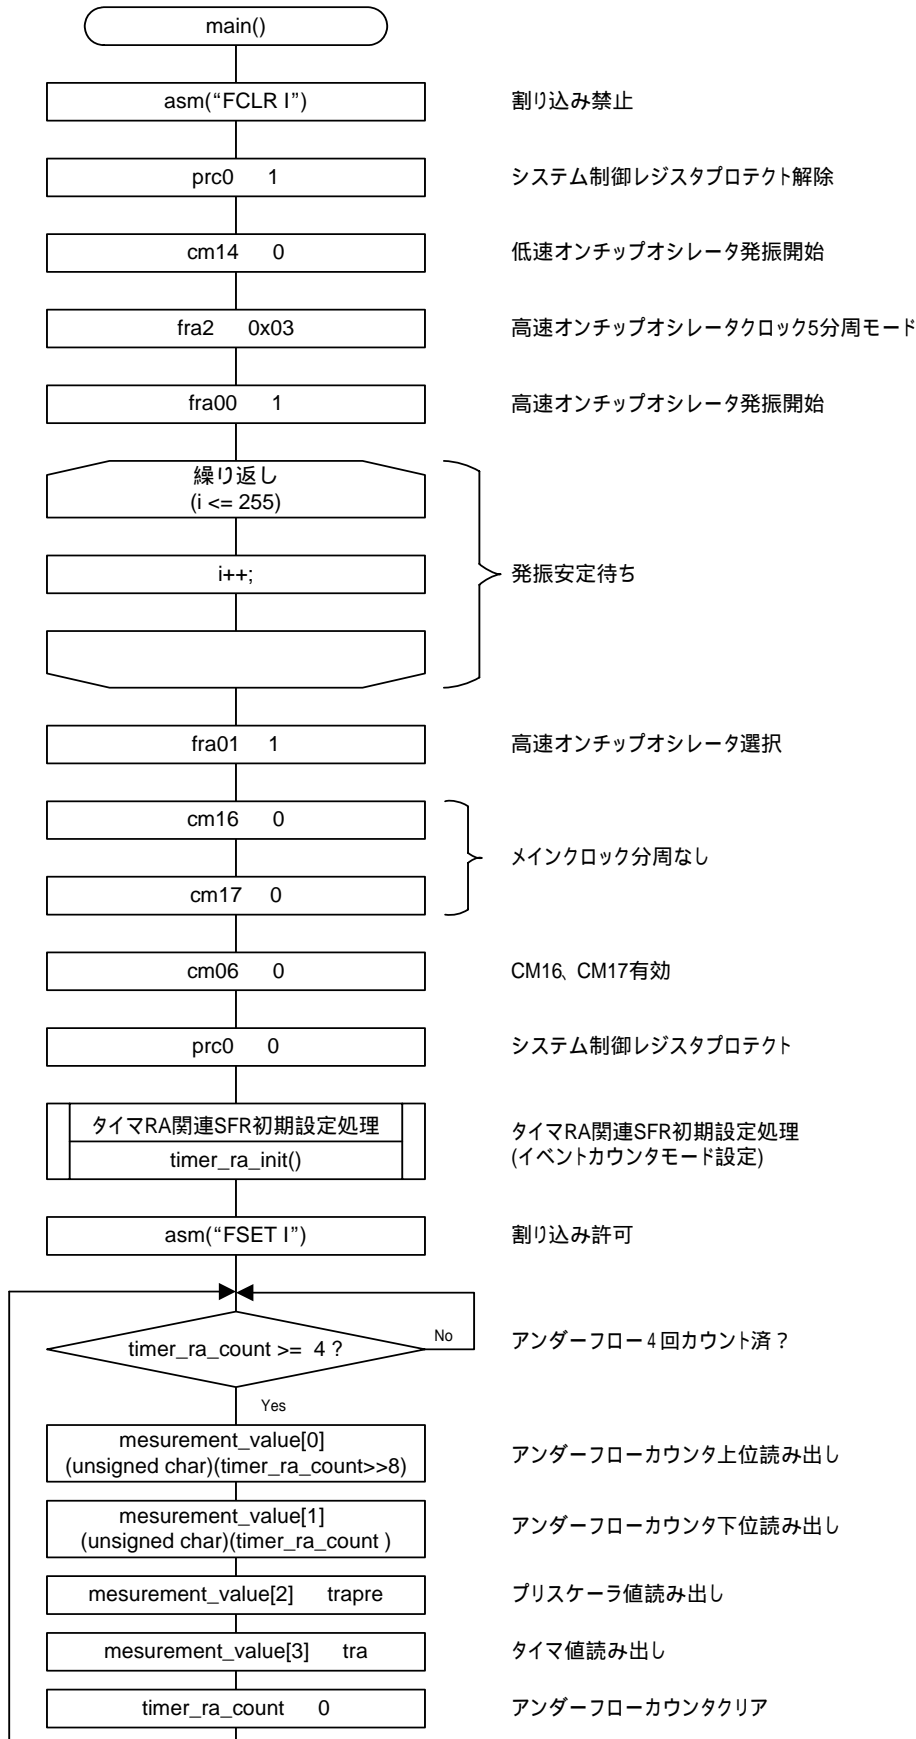 main()
asm(“FCLR I”) 割り込み禁止
prc0 1 システム制御レジスタプロテクト解除
cm14 0 低速オンチップオシレータ発振開始
fra2 0x03 高速オンチップオシレータクロック5分周モード
fra00 1 高速オンチップオシレータ発振開始
繰り返し
(i <= 255)
i++; 発振安定待ち
fra01 1 高速オンチップオシレータ選択
cm16 0
メインクロック分周なし
cm17 0
cm06 0 CM16、CM17有効
prc0 0 システム制御レジスタプロテクト
タイマRA関連SFR初期設定処理
timer_ra_init()
タイマRA関連SFR初期設定処理
(イベントカウンタモード設定)
asm(“FSET I”) 割り込み許可
timer_ra_count >= 4 ? No アンダーフロー4回カウント済？
Yes
mesurement_value[0]
(unsigned char)(timer_ra_count>>8)
アンダーフローカウンタ上位読み出し
mesurement_value[1]
(unsigned char)(timer_ra_count )
アンダーフローカウンタ下位読み出し
mesurement_value[2] trapre プリスケーラ値読み出し
mesurement_value[3] tra タイマ値読み出し
timer_ra_count 0 アンダーフローカウンタクリア